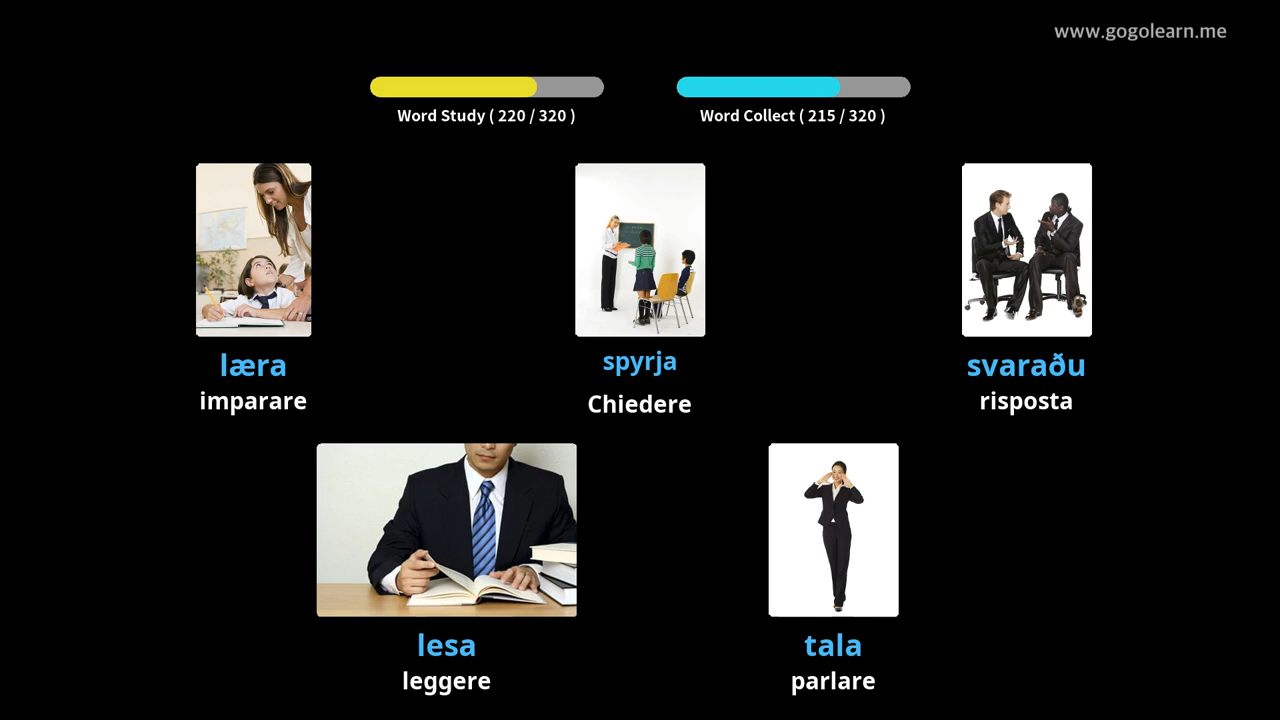 www.gogolearn.me
Word Study ( 220 / 320 )
Word Collect ( 215 / 320 )
læra
imparare
spyrja
Chiedere
svaraðu
risposta
lesa
leggere
tala
parlare